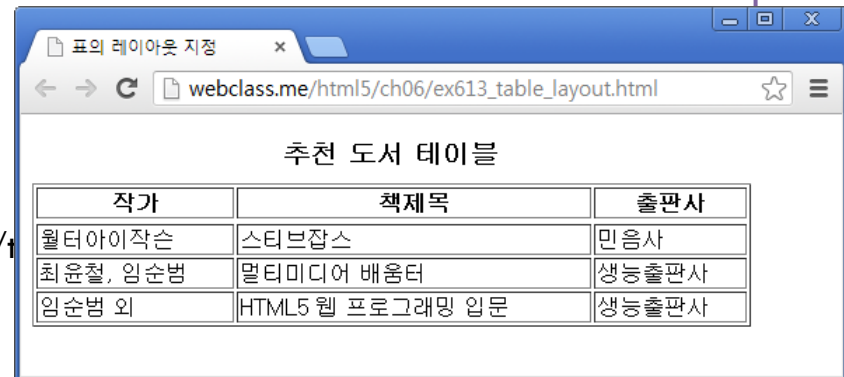 표의 레이아웃 지정
webclass.me/html5/ch06/ex613_table_layout.html
추천 도서 테이블
작가 책제목 출판사
월터아이작슨 스티브잡스 민음사
최윤철, 임순범 멀티미디어 배움터 생능출판사
임순범 외 HTML5 웹 프로그래밍 입문 생능출판사